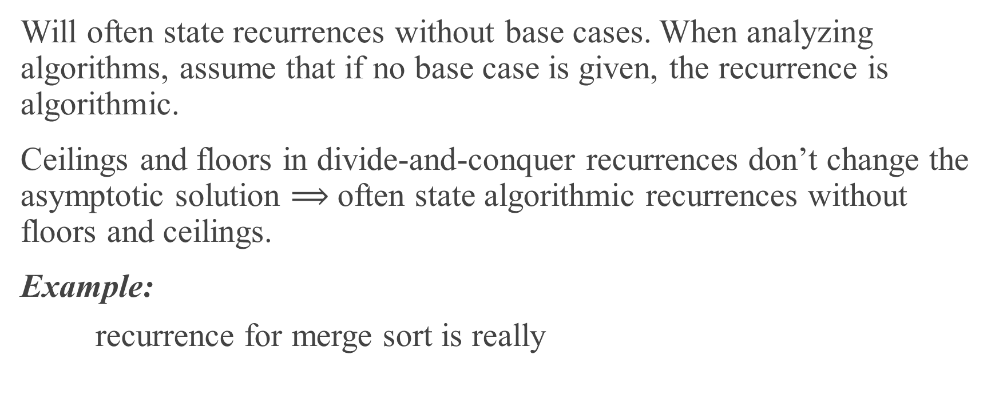 Will often state recurrences without base cases. When analyzing
algorithms, assume that if no base case is given, the recurrence is
algorithmic.
Ceilings and floors in divide-and-conquer recurrences don’t change the
asymptotic solution ⟹ often state algorithmic recurrences without
floors and ceilings.
Example:
recurrence for merge sort is really